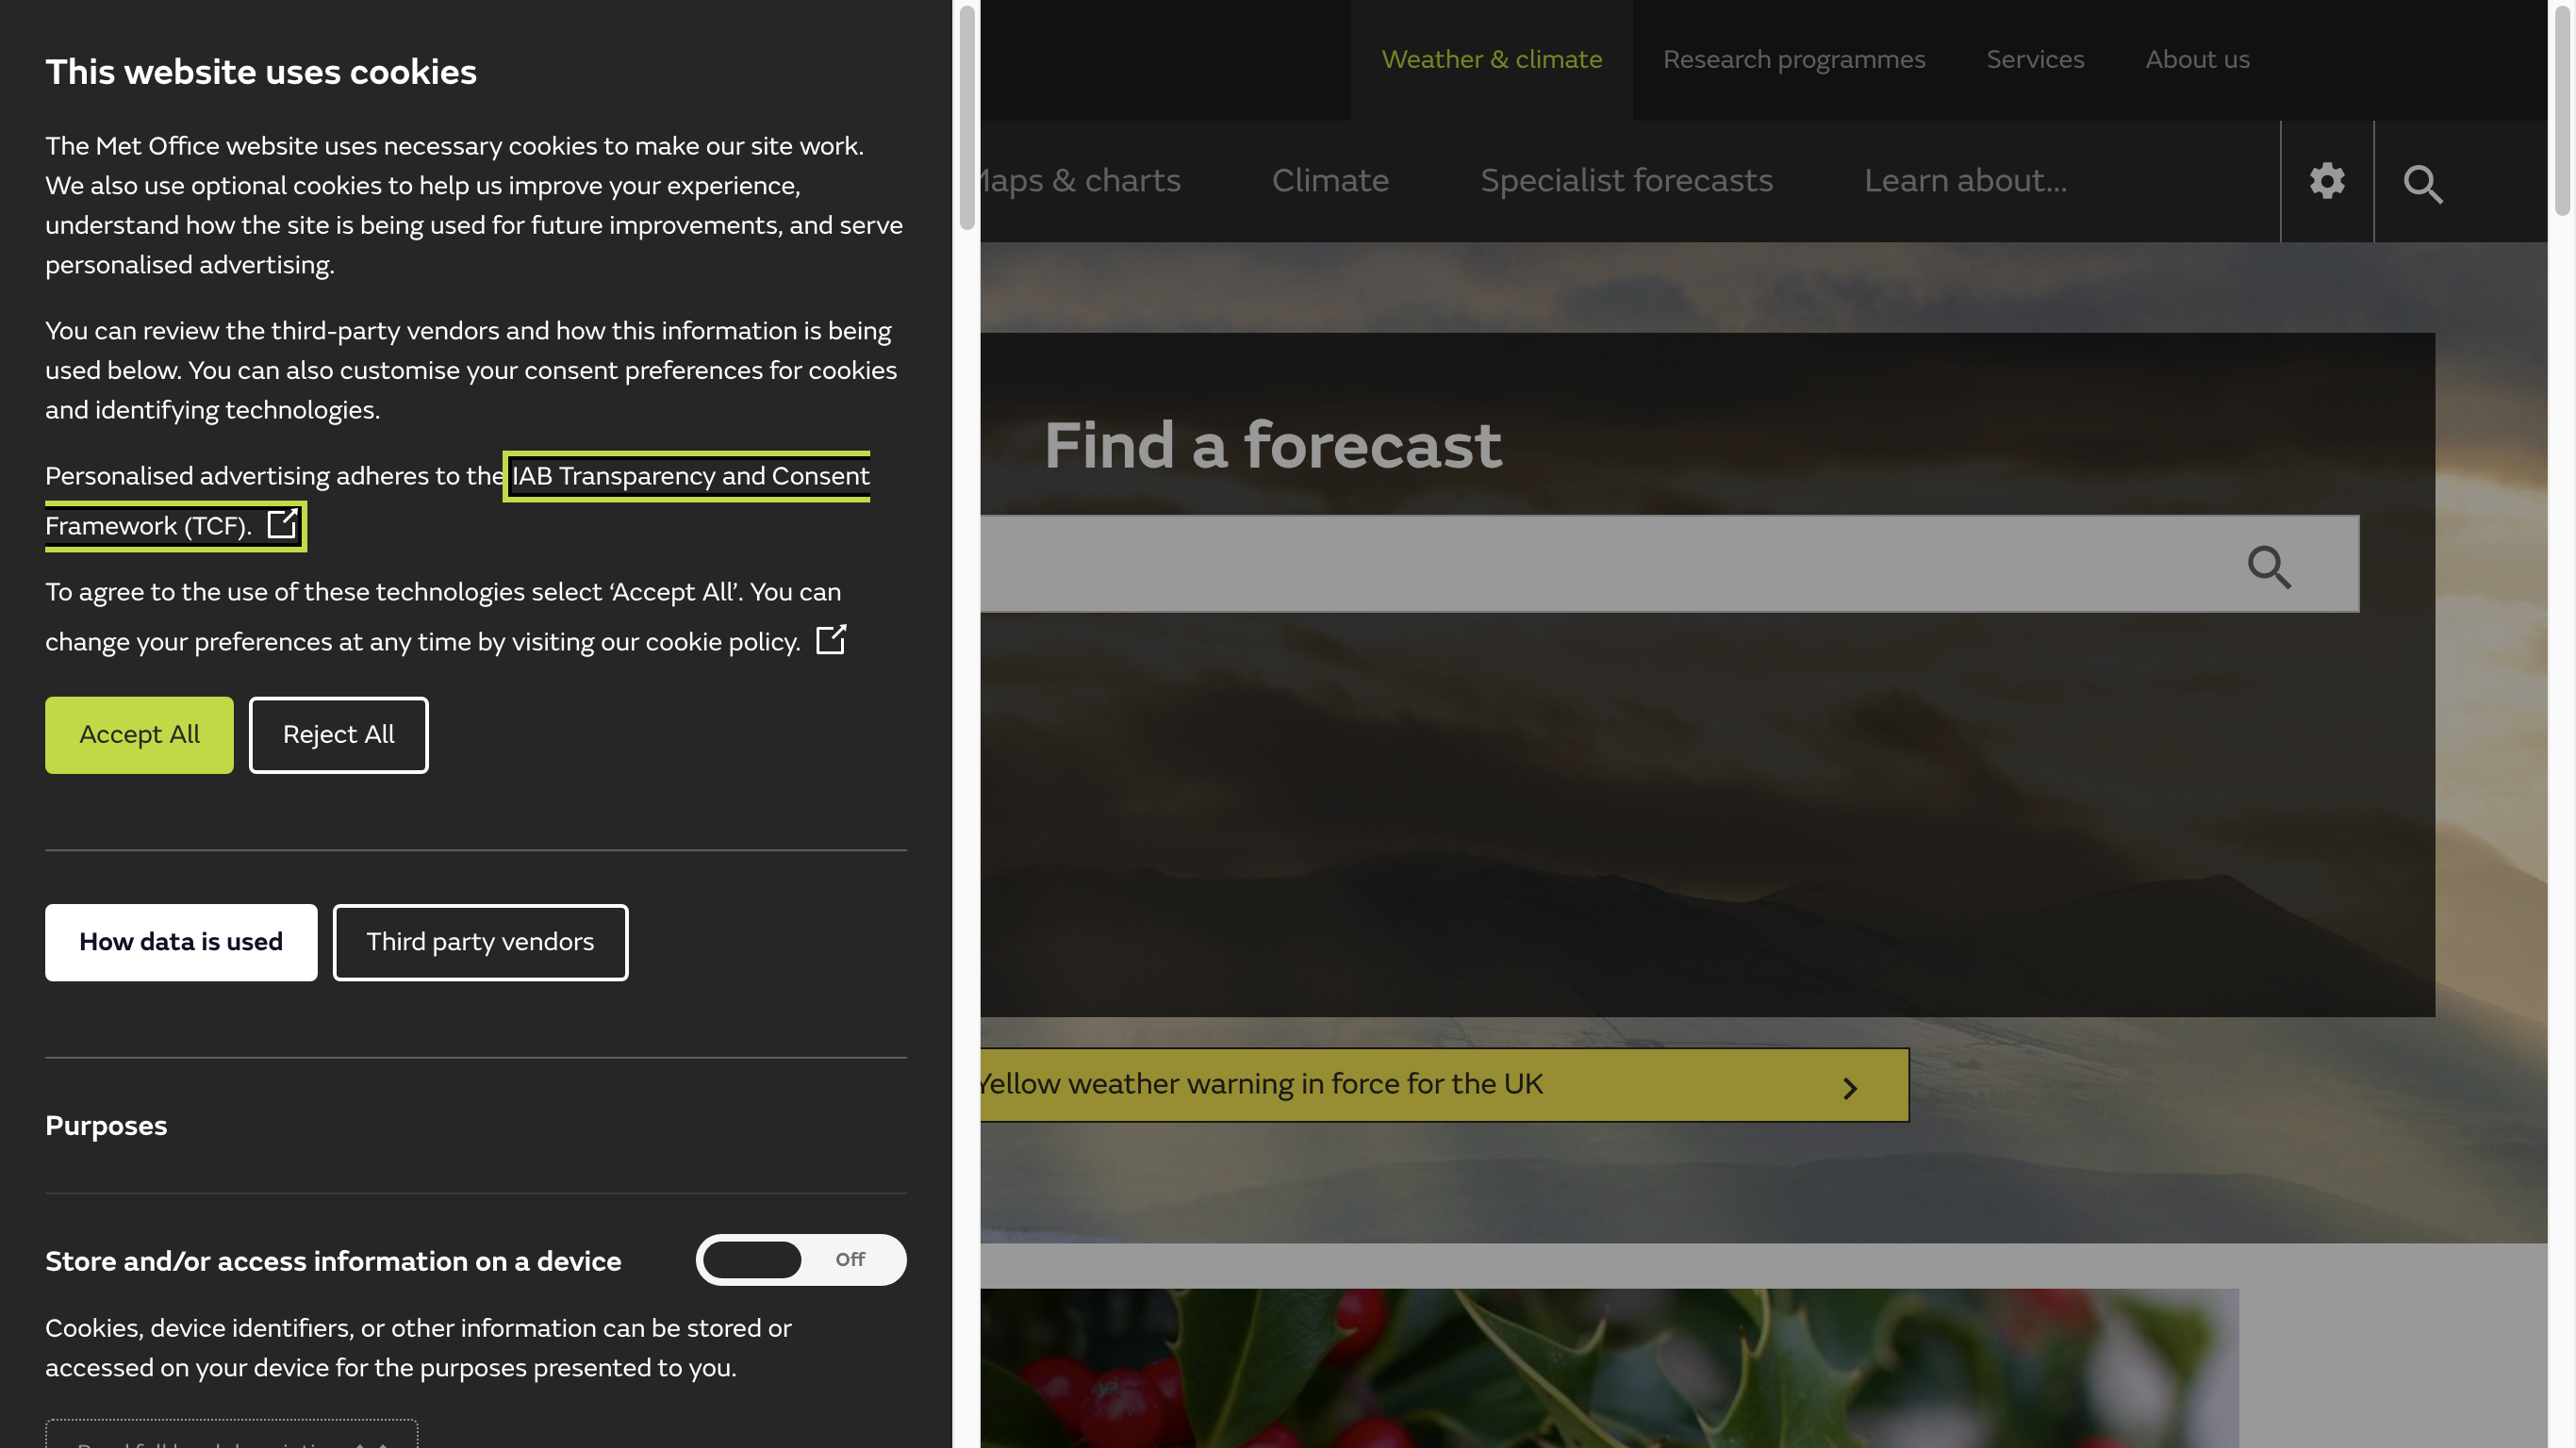 This website uses cookies
The Met Office website uses necessary cookies to make our site work.
We also use optional cookies to help us improve your experience,
understand how the site is being used for future improvements, and serve
personalised advertising.
You can review the third-party vendors and how this information is being
used below. You can also customise your consent preferences for cookies
and identifying technologies.
Personalised advertising adheres to the IAB Transparency and Consent
Framework (TCF).
To agree to the use of these technologies select ‘Accept All’. You can
change your preferences at any time by visiting our cookie policy.
Accept All
Reject All
How data is used
Third party vendors
Purposes
Store and/or access information on a device
Off
Cookies, device identifiers, or other information can be stored or
accessed on your device for the purposes presented to you.
Weather & climate
Research programmes
Services
About us
& charts
Climate
Specialist forecasts
Learn about...
Find a forecast
Yellow weather warning in force for the UK